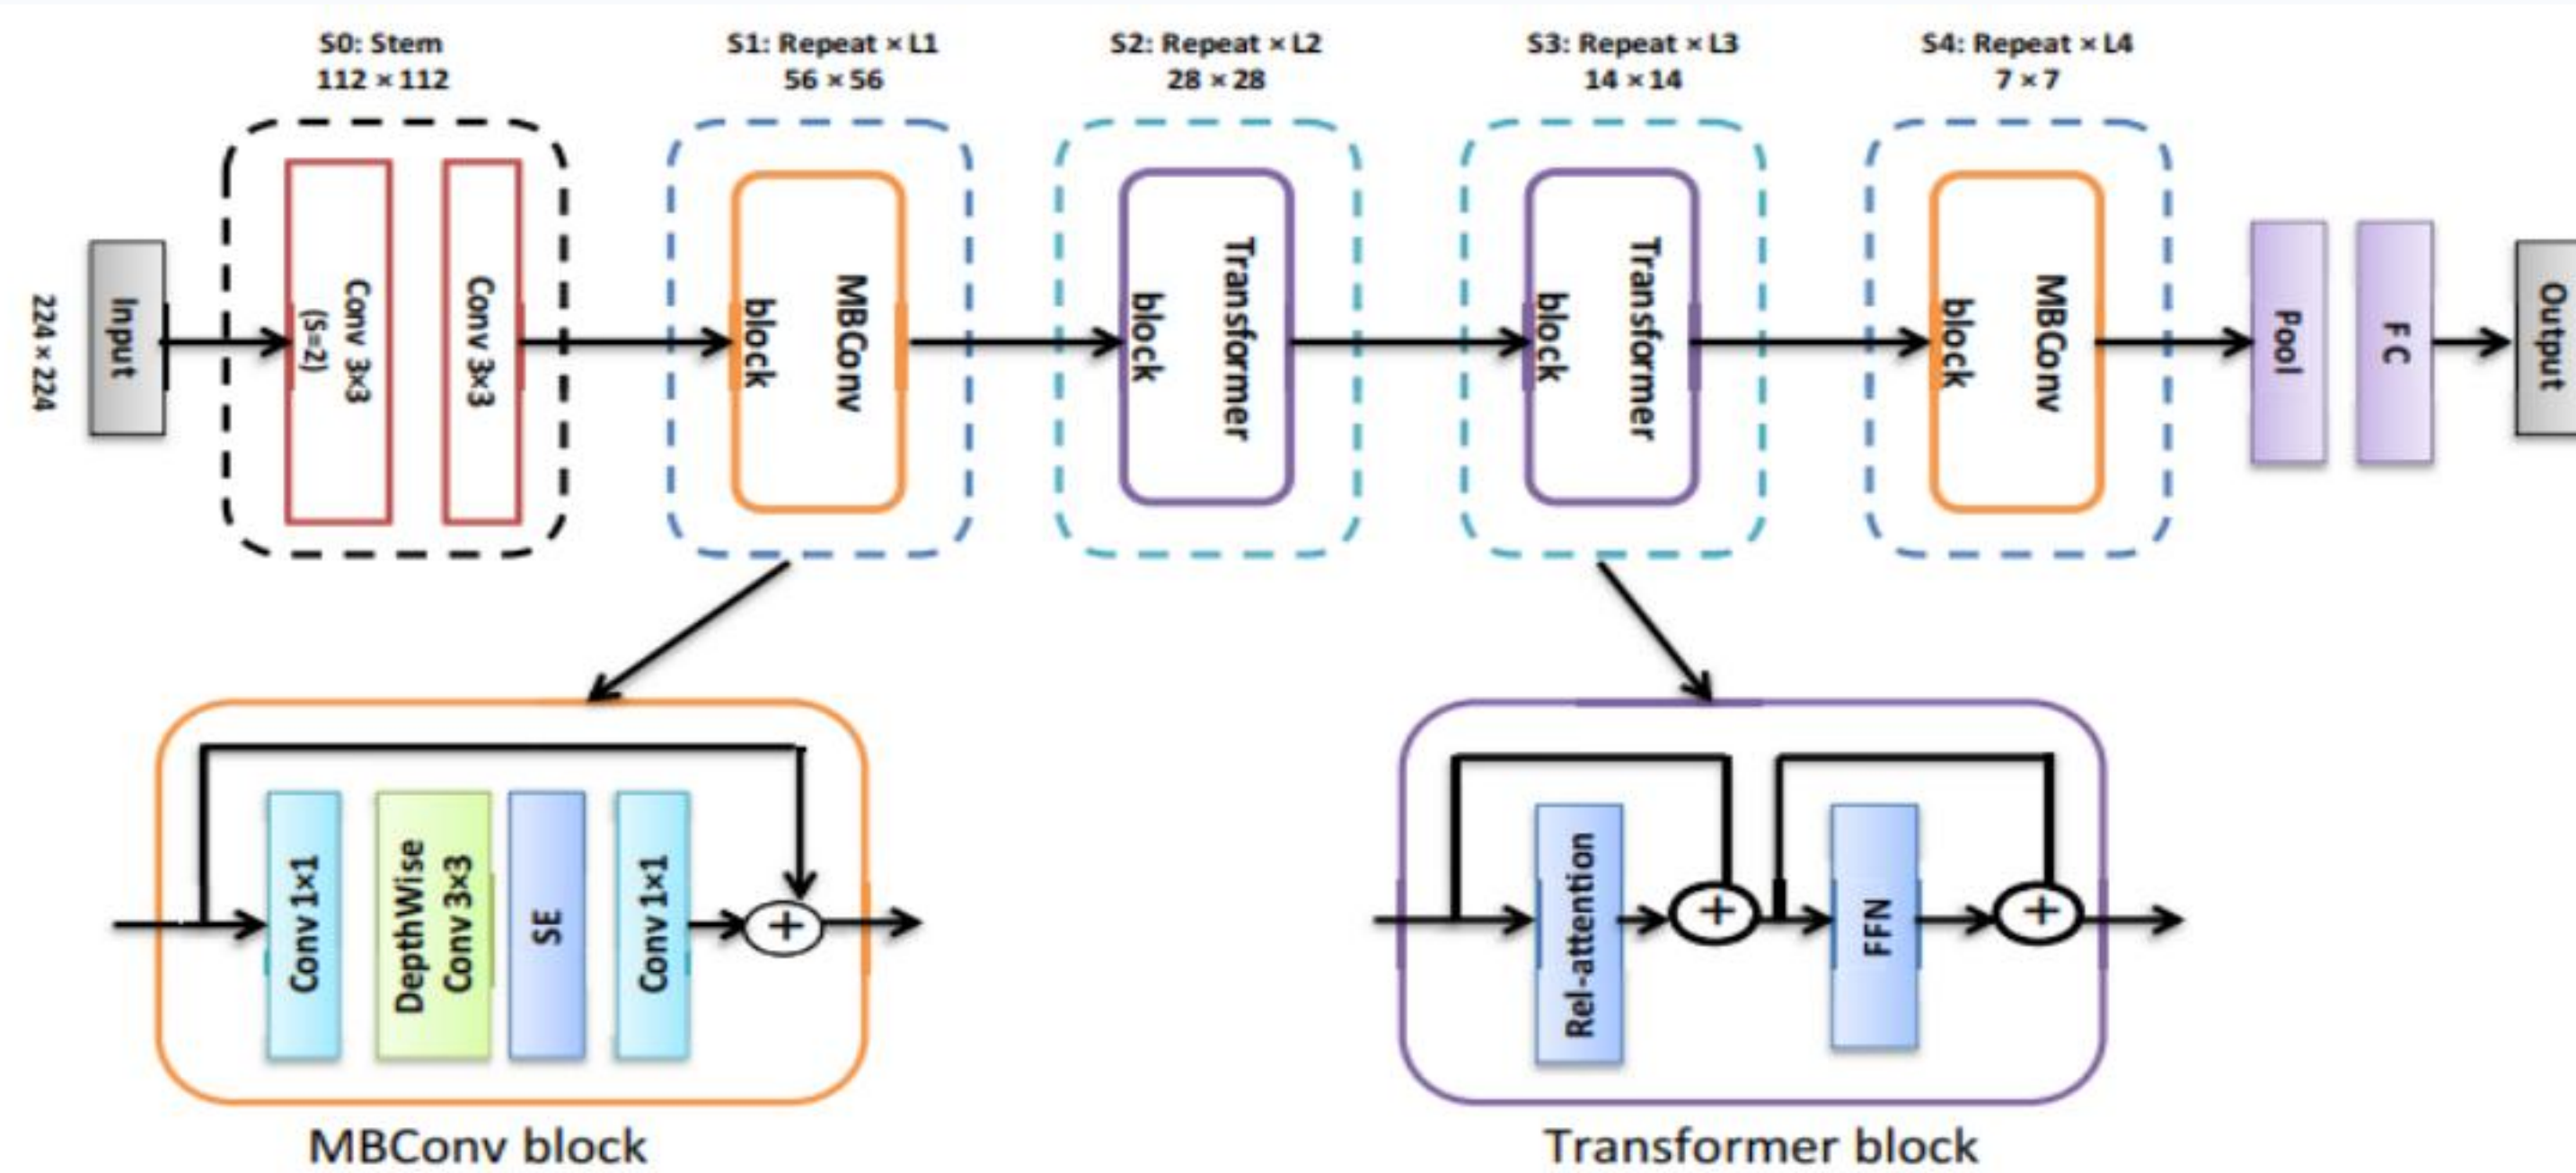 S0: Stem
112 × 112
S1: Repeat × L1
56 × 56
S2: Repeat × L2
28 × 28
S3: Repeat × L3
14 × 14
S4: Repeat × L4
7 × 7
224 × 224
Input
Conv 3×3
(S=2)
Conv 3×3
MBConv
block
Transformer
block
Transformer
block
MBConv
block
Pool
F C
Output
Conv 1×1
DepthWise
Conv 3×3
SE
Conv 1×1
+
Rel-attention
+
FFN
+
MBConv block
Transformer block